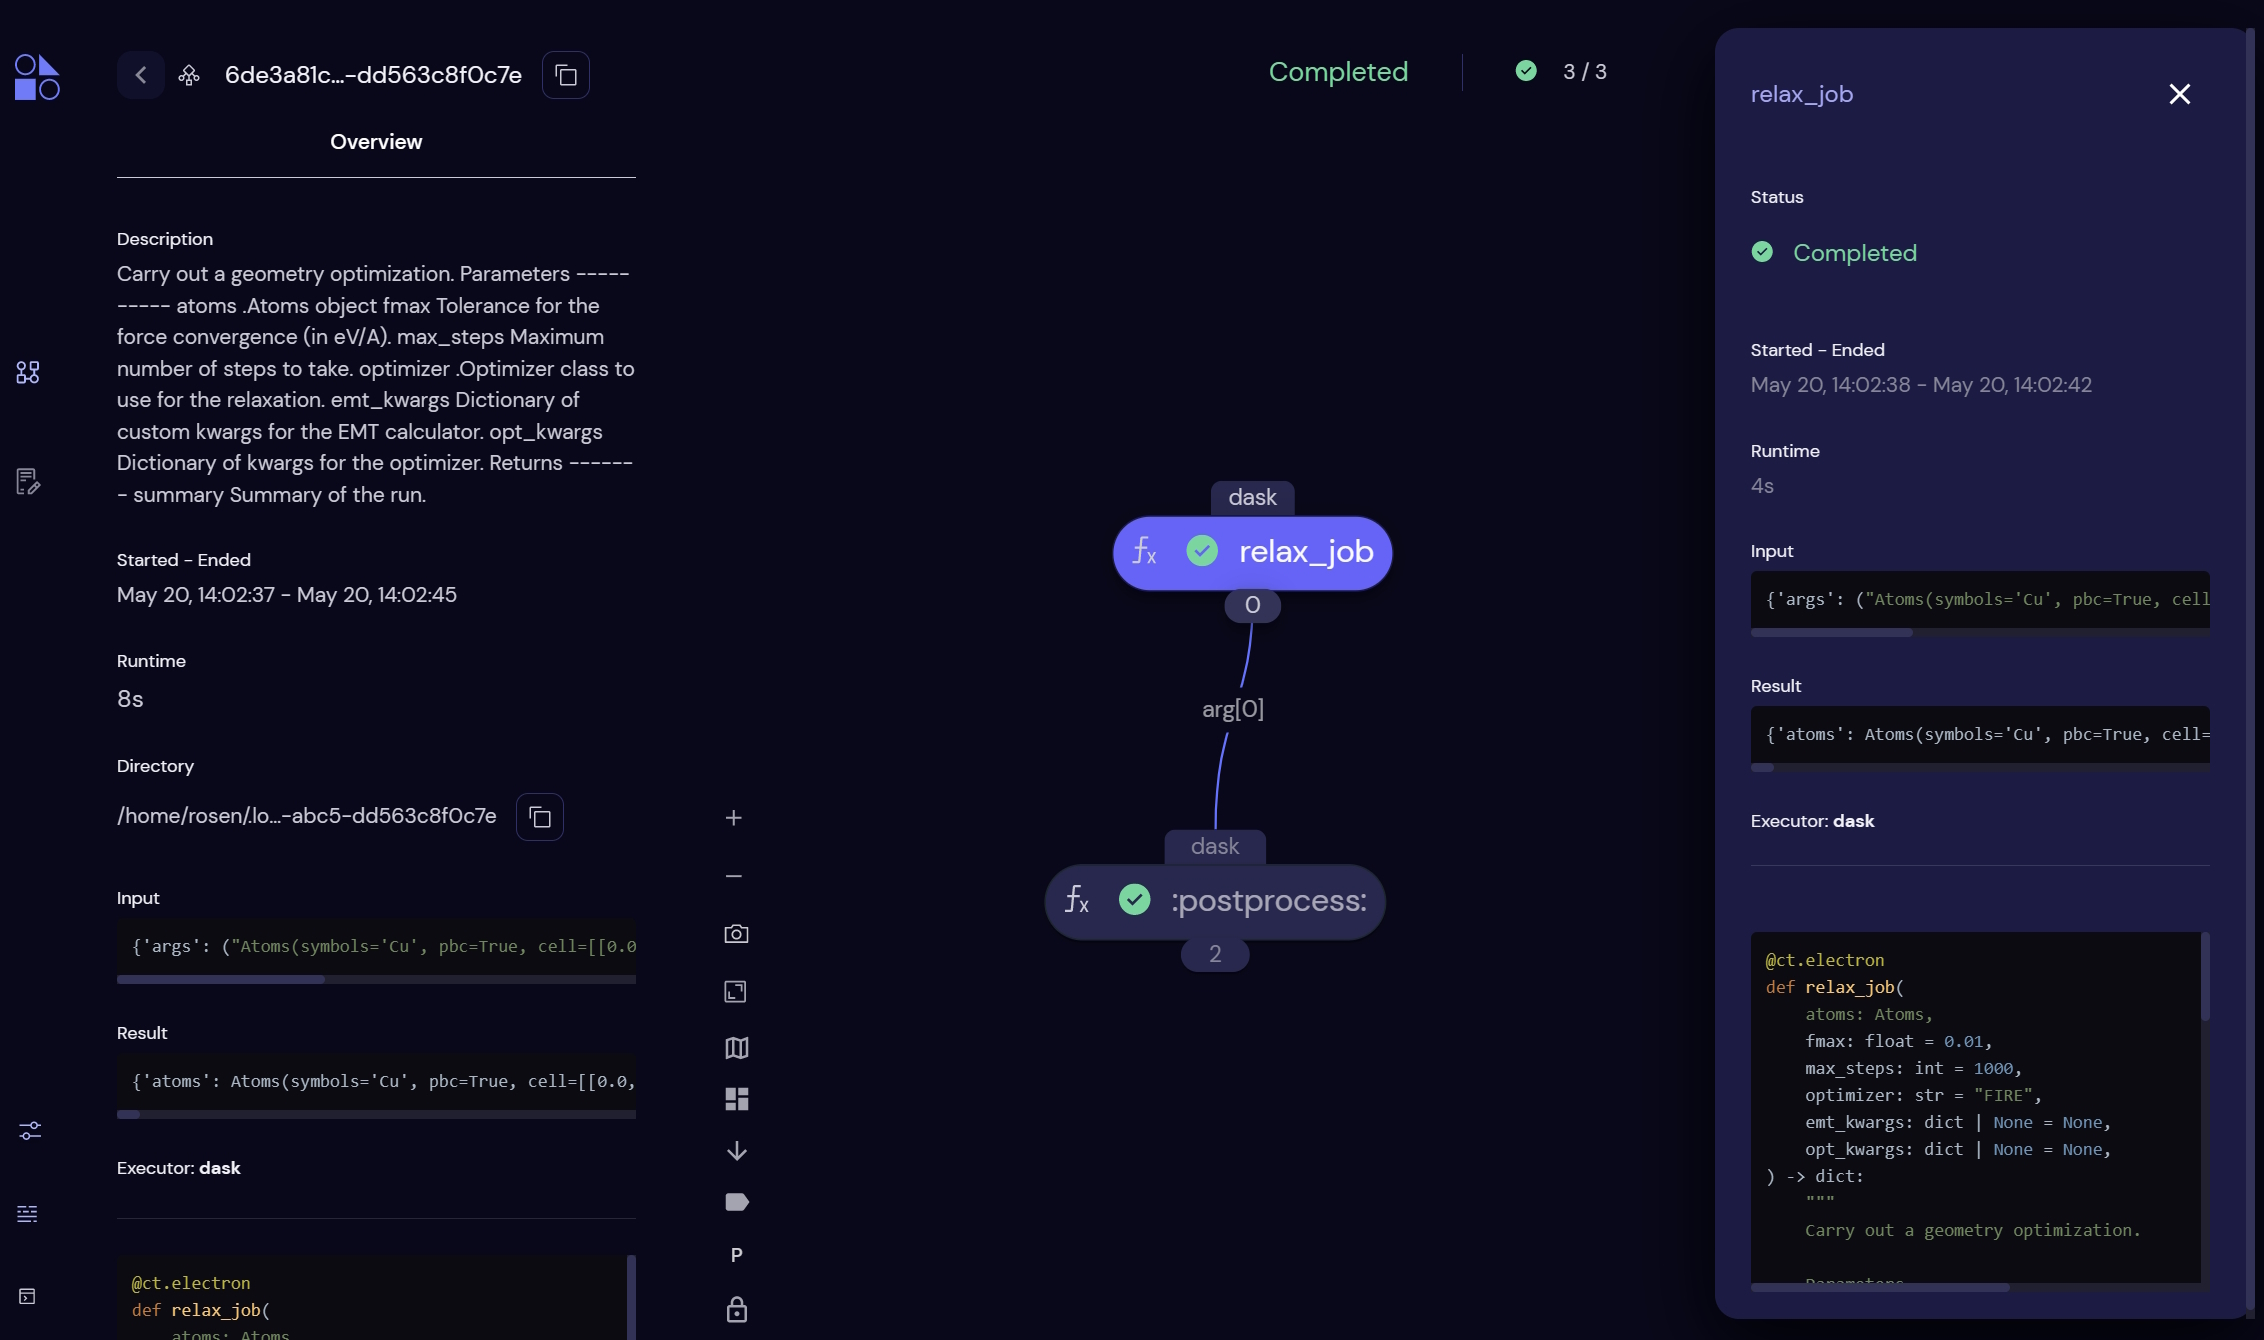 6de3a81c...-dd563c8f0c7e
Overview
Description
Carry out a geometry optimization. Parameters -----
----- atoms .Atoms object fmax Tolerance for the
force convergence (in eV/A). max_steps Maximum
number of steps to take. optimizer .Optimizer class to
use for the relaxation. emt_kwargs Dictionary of
custom kwargs for the EMT calculator. opt_kwargs
Dictionary of kwargs for the optimizer. Returns ------
- summary Summary of the run.
Started - Ended
May 20, 14:02:37 - May 20, 14:02:45
Runtime
8s
Directory
/home/rosen/.lo...-abc5-dd563c8f0c7e
Input
{'args': ("Atoms(symbols='Cu', pbc=True, cell=[[0.0
Result
{'atoms': Atoms(symbols='Cu', pbc=True, cell=[[0.0,
Executor: dask
@ct.electron
def relax_job(
atoms: Atoms
Completed
3 / 3
dask
fx relax_job
0
arg[0]
dask
fx :postprocess:
2
P
relax_job
Status
Completed
Started - Ended
May 20, 14:02:38 - May 20, 14:02:42
Runtime
4s
Input
{'args': ("Atoms(symbols='Cu', pbc=True, cell
Result
{'atoms': Atoms(symbols='Cu', pbc=True, cell=
Executor: dask
@ct.electron
def relax_job(
    atoms: Atoms,
    fmax: float = 0.01,
    max_steps: int = 1000,
    optimizer: str = "FIRE",
    emt_kwargs: dict | None = None,
    opt_kwargs: dict | None = None,
) -> dict:
    """
    Carry out a geometry optimization.
    Parameters